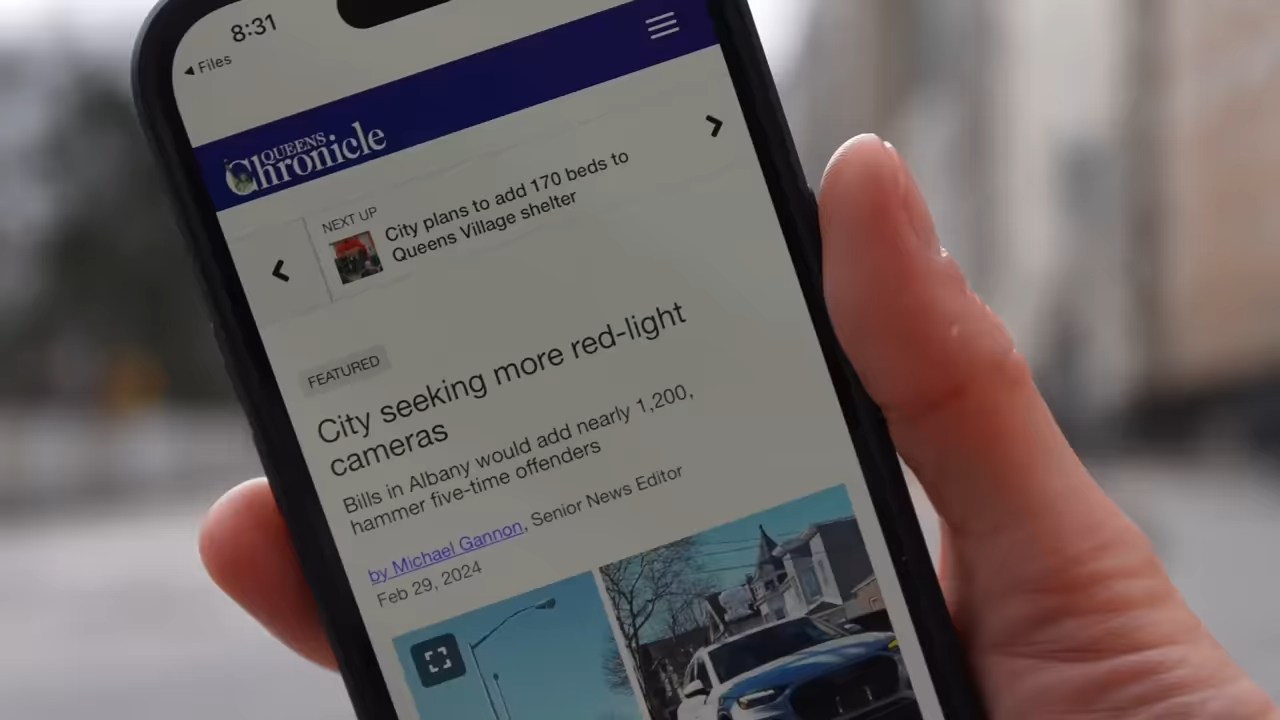 8:31
Files
QUEENS
Chronicle
NEXT UP
City plans to add 170 beds to
Queens Village shelter
FEATURED
City seeking more red-light
cameras
Bills in Albany would add nearly 1,200,
hammer five-time offenders
by Michael Gannon, Senior News Editor
Feb 29, 2024